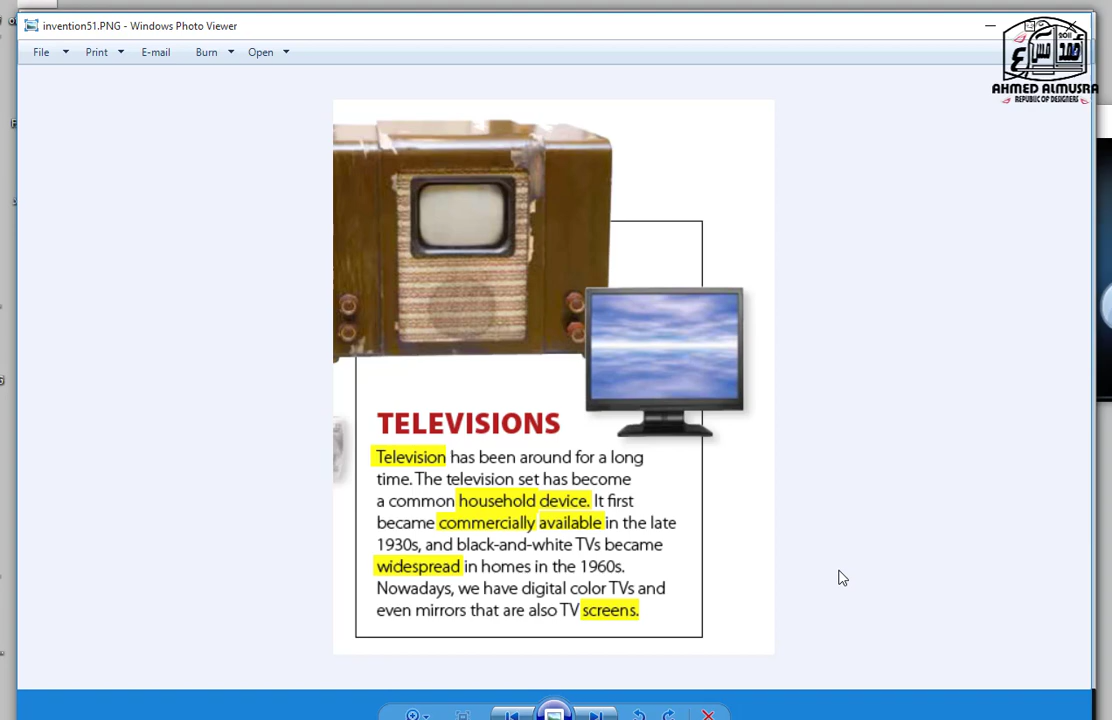 invention51.PNG - Windows Photo Viewer
File Print E-mail Burn Open
2011
AHMED ALMUSRA
REPUBLIC OF DESIGNERS
TELEVISIONS
Television has been around for a long
time. The television set has become
a common household device. It first
became commercially available in the late
1930s, and black-and-white TVs became
widespread in homes in the 1960s.
Nowadays, we have digital color TVs and
even mirrors that are also TV screens.